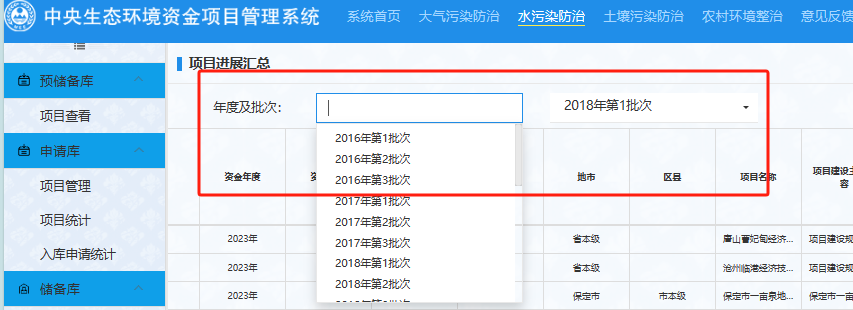 中央生态环境资金项目管理系统
系统首页 大气污染防治 水污染防治 土壤污染防治 农村环境整治 意见反馈
预储备库
项目查看
申请库
项目管理
项目统计
入库申请统计
储备库
项目进展汇总
年度及批次: 2018年第1批次
2016年第1批次
2016年第2批次
2016年第3批次
2017年第1批次
2017年第2批次
2017年第3批次
2018年第1批次
2018年第2批次
资金年度 地市 区县 项目名称 项目建设主
容
2023年 省本级 唐山曹妃甸经济... 项目建设规
2023年 省本级 沧州临港经济技... 项目建设规
2023年 保定市 市本级 保定市一亩泉地... 保定市一亩